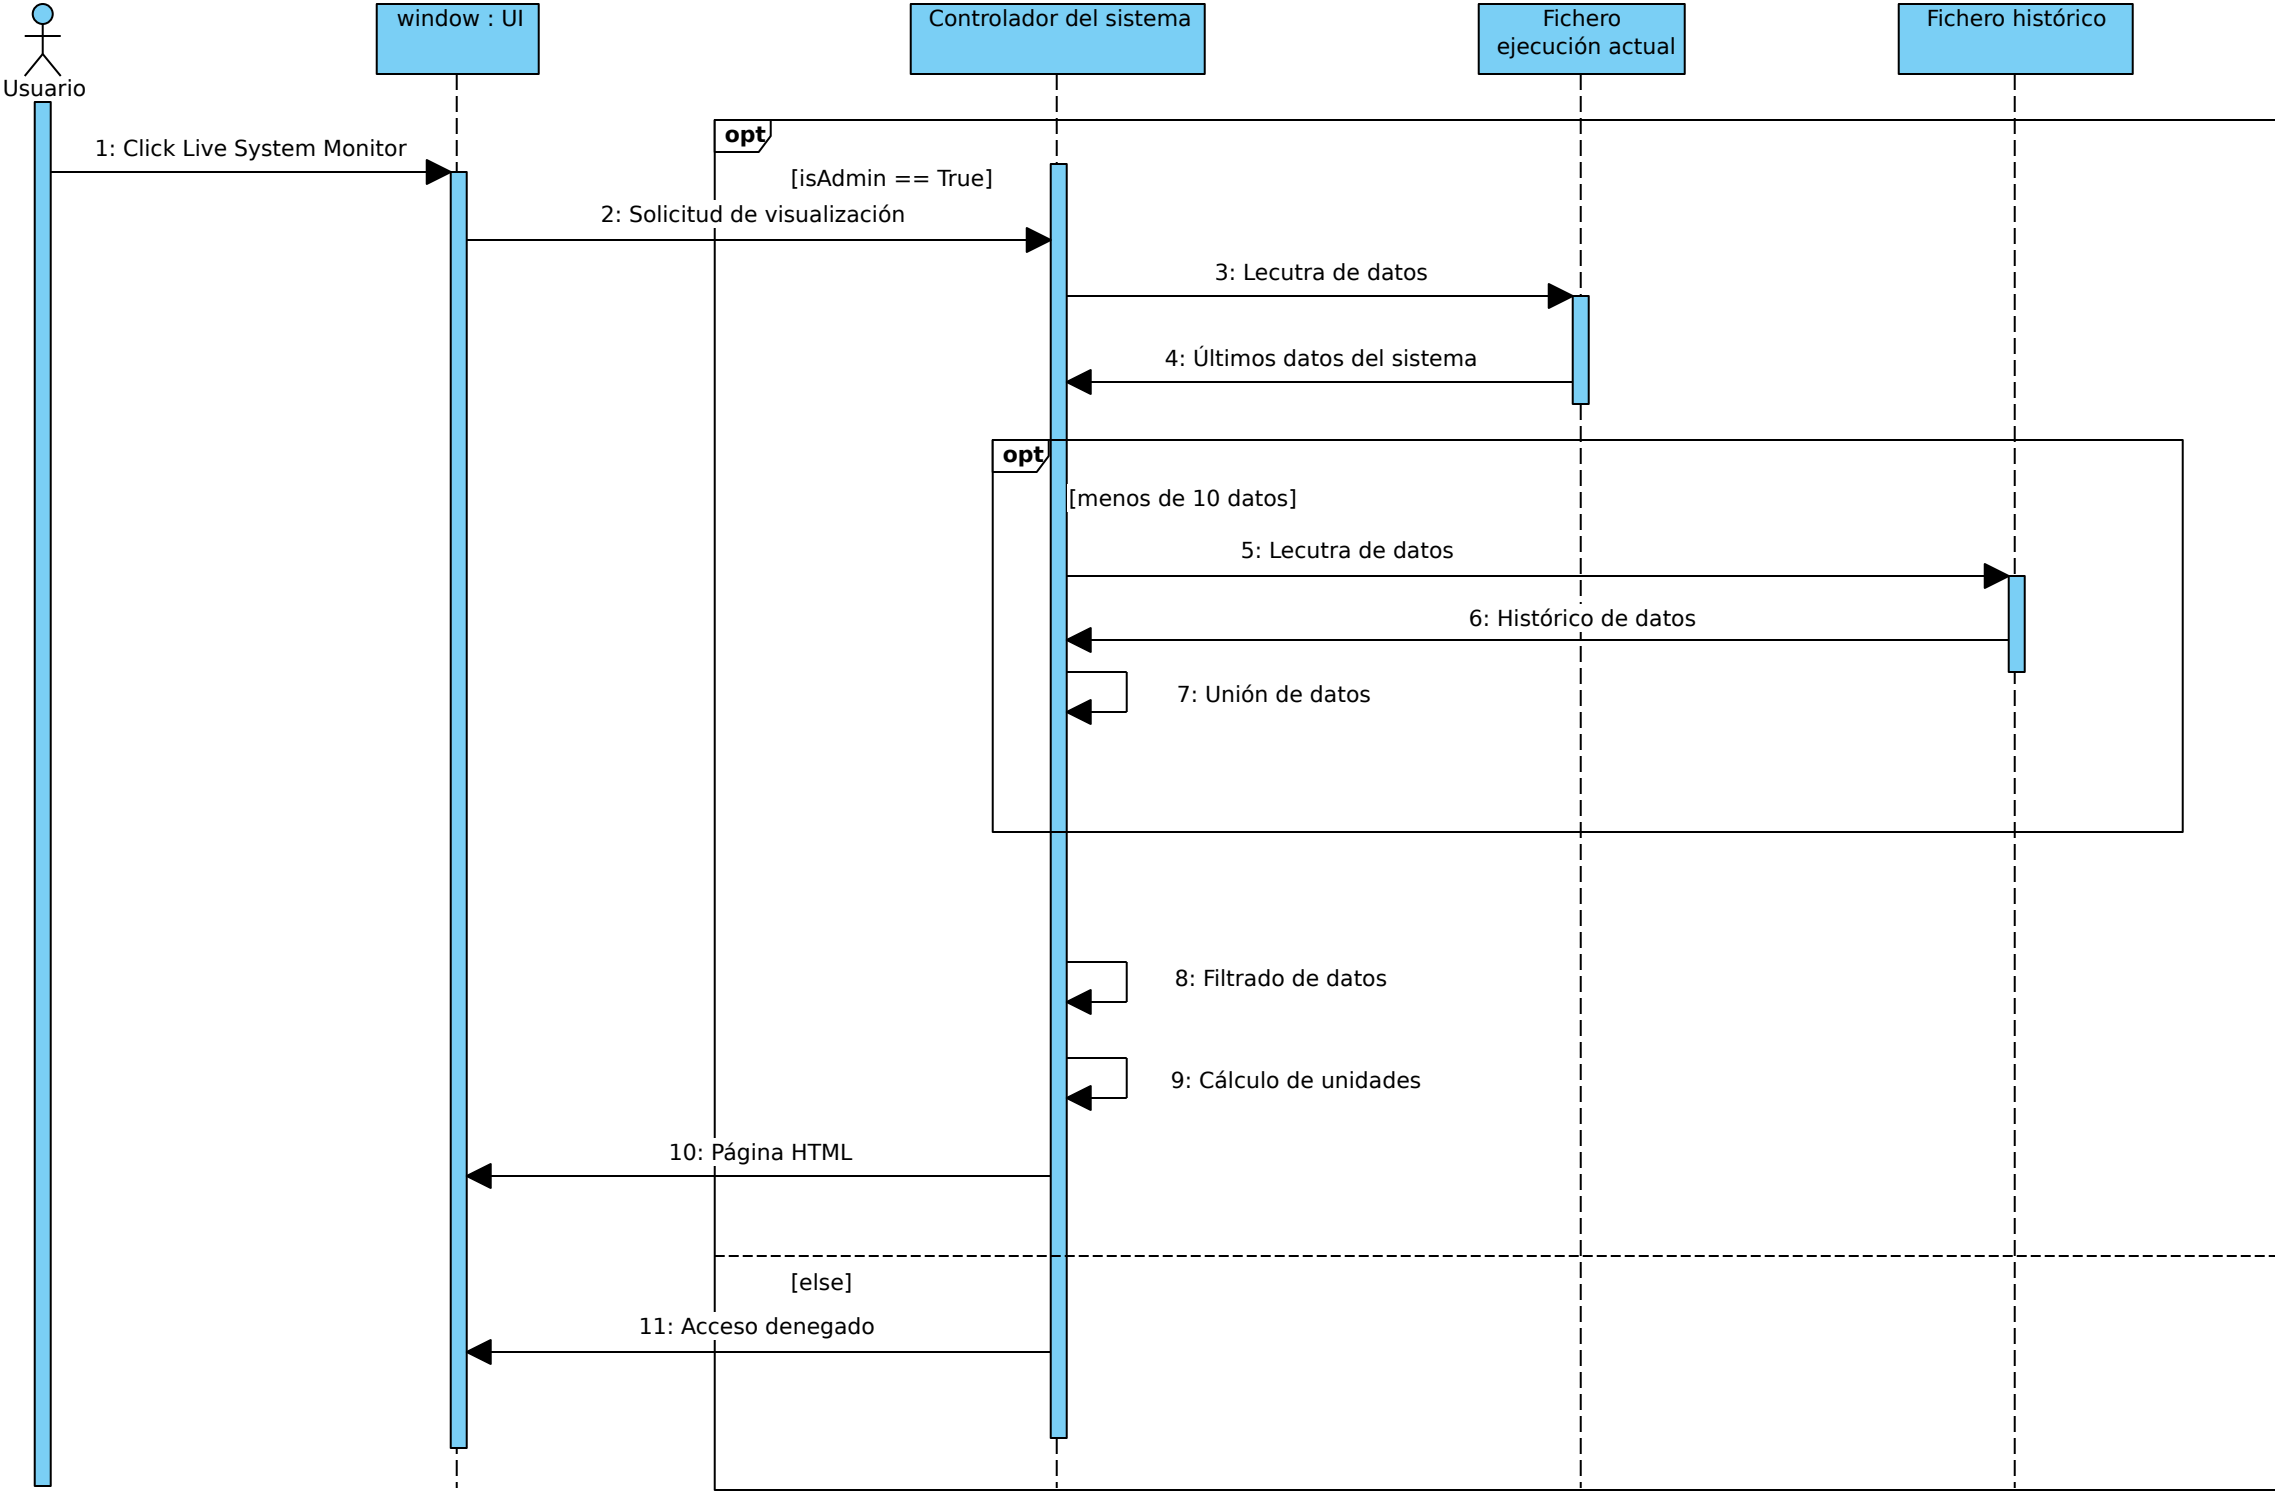 Usuario
window : UI
Controlador del sistema
Fichero
ejecución actual
Fichero histórico
opt
1: Click Live System Monitor
[isAdmin == True]
2: Solicitud de visualización
3: Lecutra de datos
4: Últimos datos del sistema
opt
[menos de 10 datos]
5: Lecutra de datos
6: Histórico de datos
7: Unión de datos
8: Filtrado de datos
9: Cálculo de unidades
10: Página HTML
[else]
11: Acceso denegado